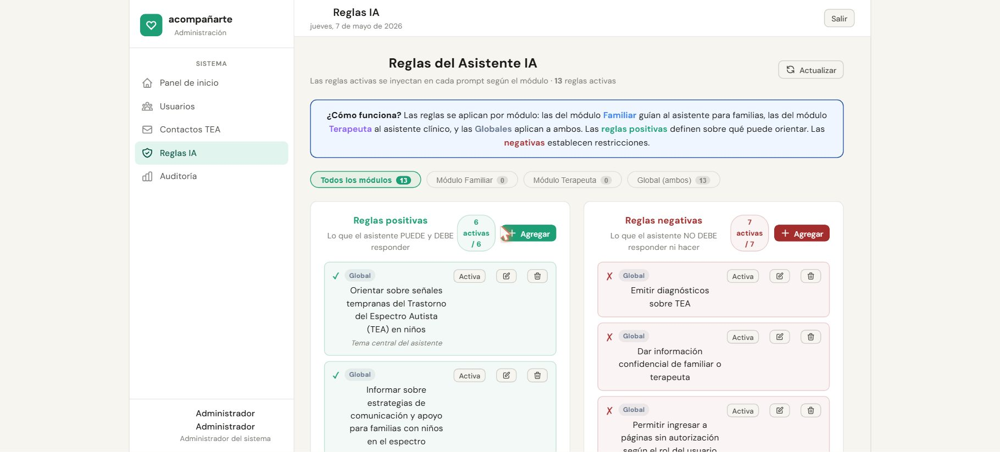 acompañarte
Administración
SISTEMA
Panel de inicio
Usuarios
Contactos TEA
Reglas IA
Auditoría
Administrador
Administrador
Administrador del sistema
Reglas IA
jueves, 7 de mayo de 2026
Salir
Reglas del Asistente IA
Las reglas activas se inyectan en cada prompt según el módulo · 13 reglas activas
Actualizar
¿Cómo funciona? Las reglas se aplican por módulo: las del módulo Familiar guían al asistente para familias, las del módulo
Terapeuta al asistente clínico, y las Globales aplican a ambos. Las reglas positivas definen sobre qué puede orientar. Las
negativas establecen restricciones.
Todos los módulos 13
Módulo Familiar 0
Módulo Terapeuta 0
Global (ambos) 13
Reglas positivas
Lo que el asistente PUEDE y DEBE
responder
6
activas
/ 6
+ Agregar
✓ Global
Activa
Orientar sobre señales
tempranas del Trastorno
del Espectro Autista
(TEA) en niños
Tema central del asistente
✓ Global
Activa
Informar sobre
estrategias de
comunicación y apoyo
para familias con niños
en el espectro
Reglas negativas
Lo que el asistente NO DEBE
responder ni hacer
7
activas
/ 7
+ Agregar
✗ Global
Activa
Emitir diagnósticos
sobre TEA
✗ Global
Activa
Dar información
confidencial de familiar o
terapeuta
✗ Global
Activa
Permitir ingresar a
páginas sin autorización
según el rol del usuario